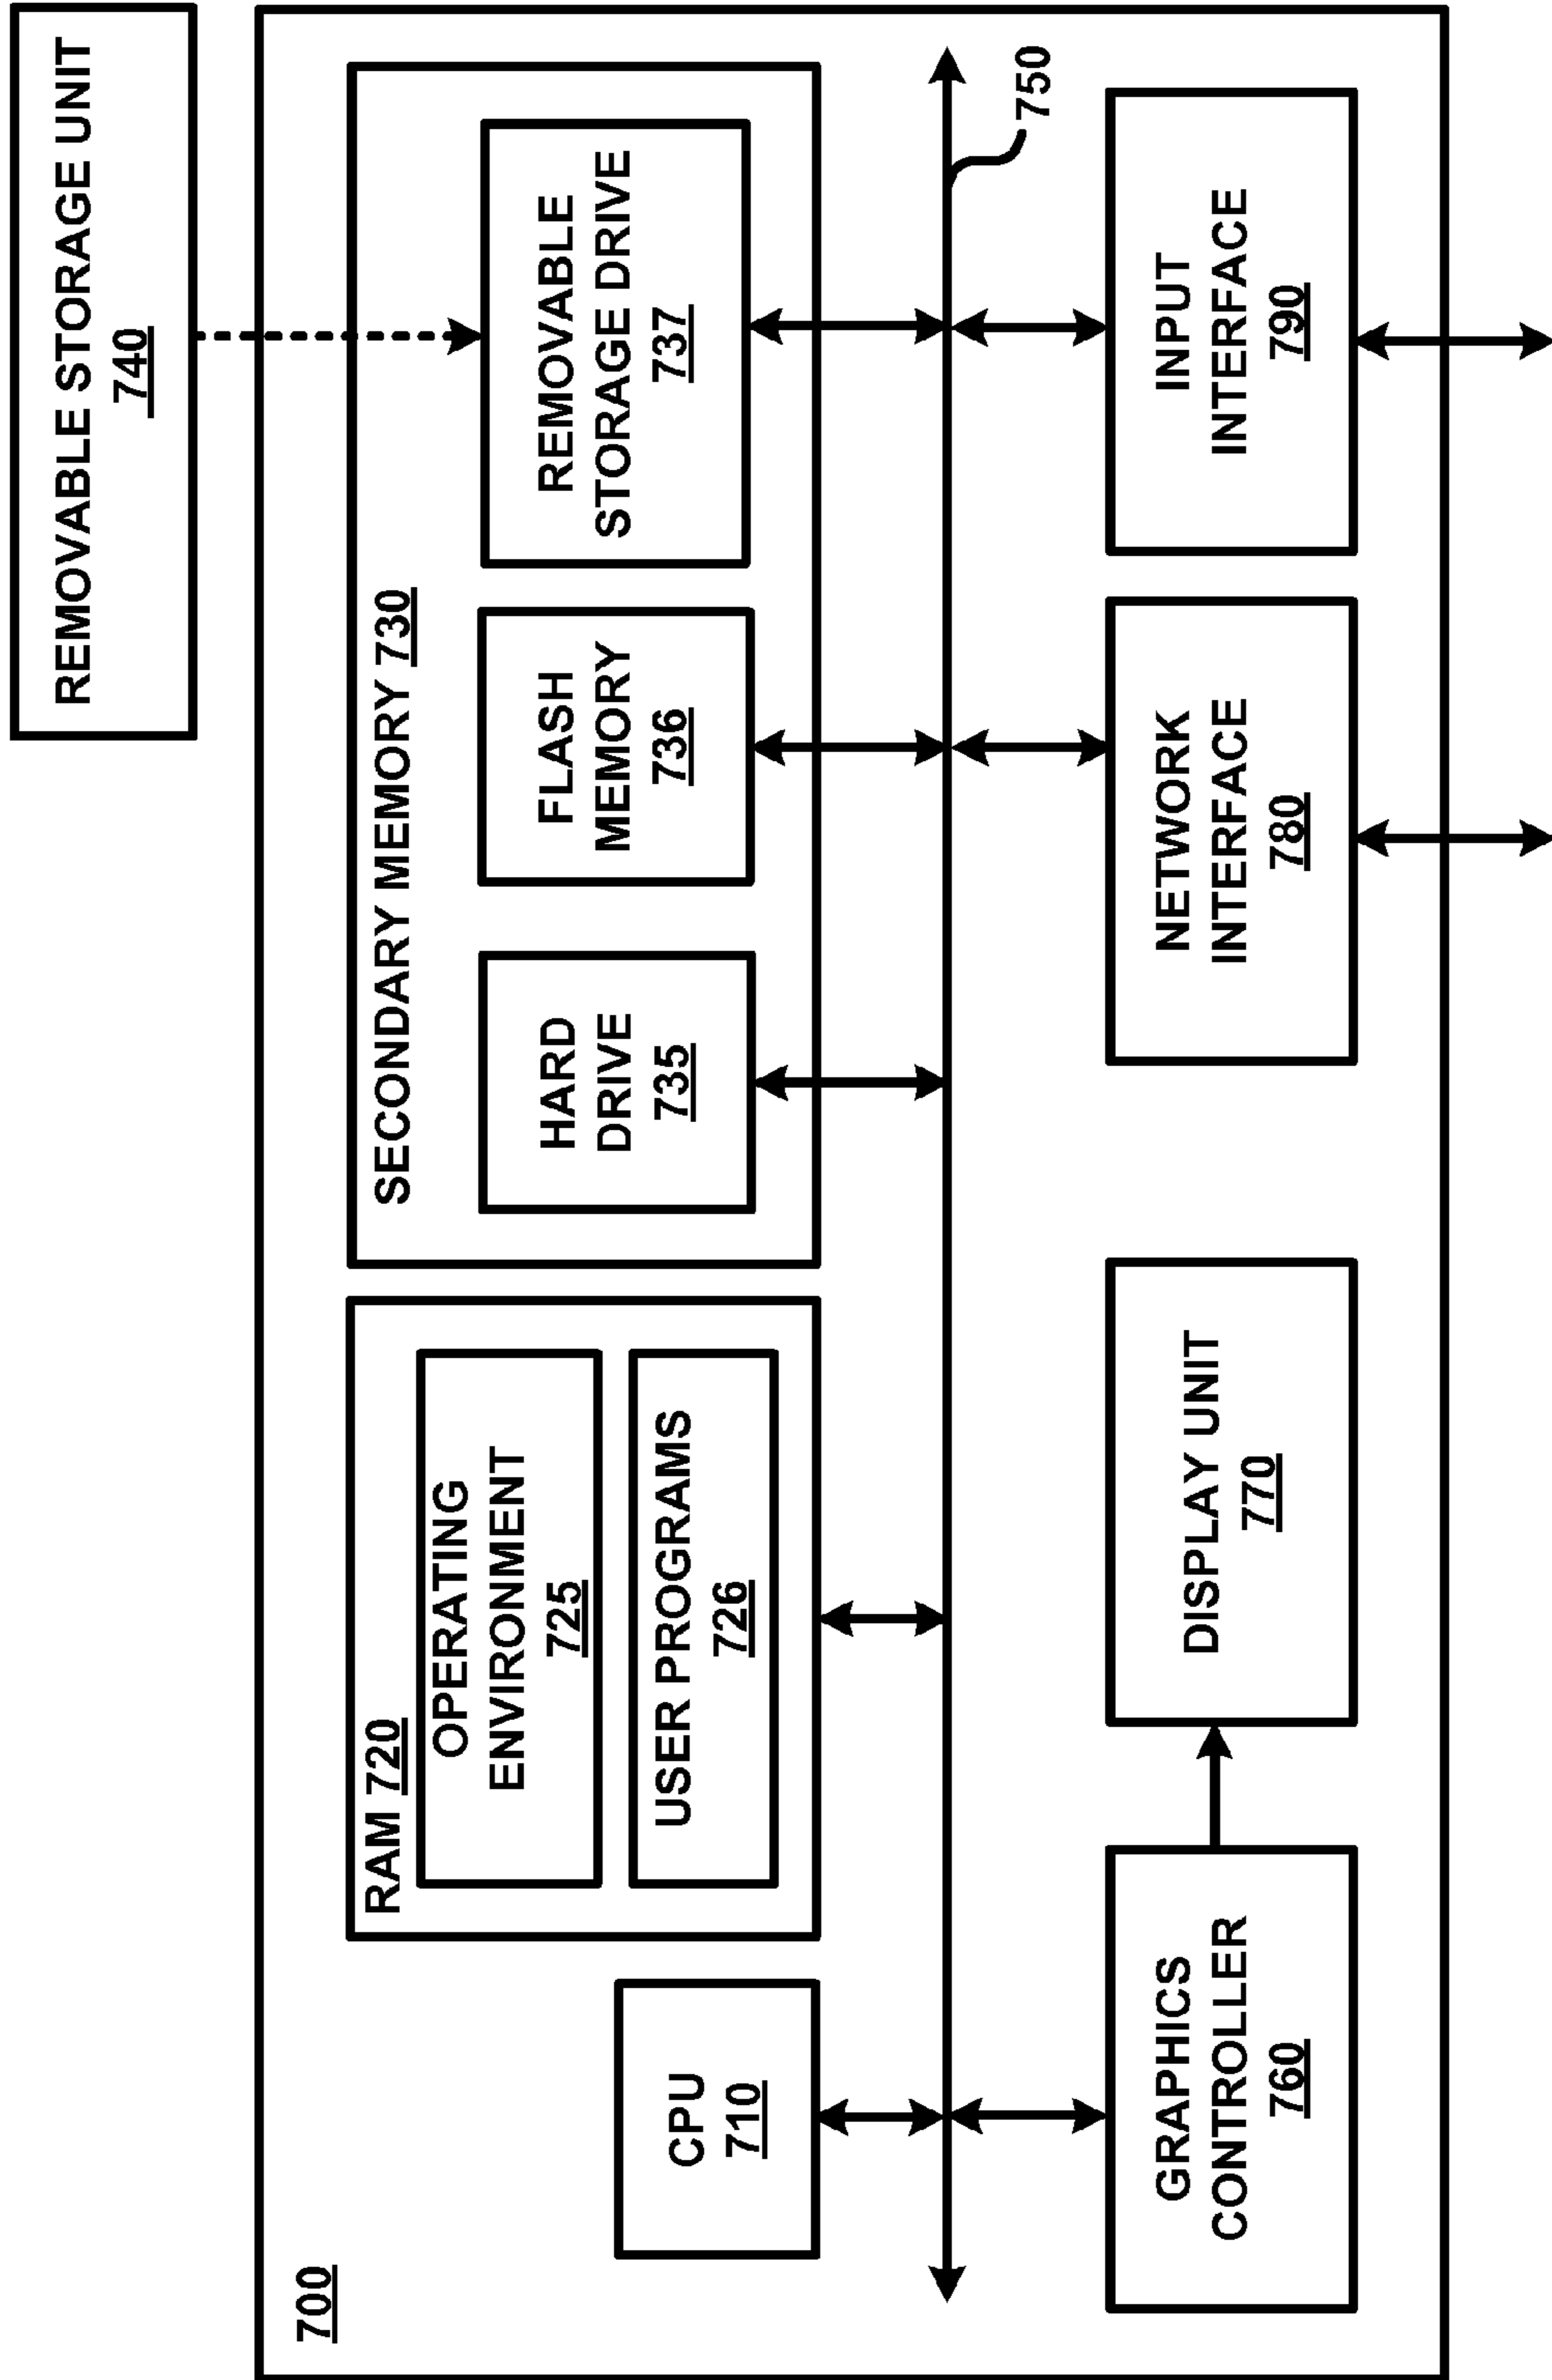 REMOVABLE STORAGE UNIT
740
700
RAM 720
OPERATING
ENVIRONMENT
725
USER PROGRAMS
726
SECONDARY MEMORY 730
HARD
DRIVE
735
FLASH
MEMORY
736
REMOVABLE
STORAGE DRIVE
737
CPU
710
750
GRAPHICS
CONTROLLER
760
DISPLAY UNIT
770
NETWORK
INTERFACE
780
INPUT
INTERFACE
790